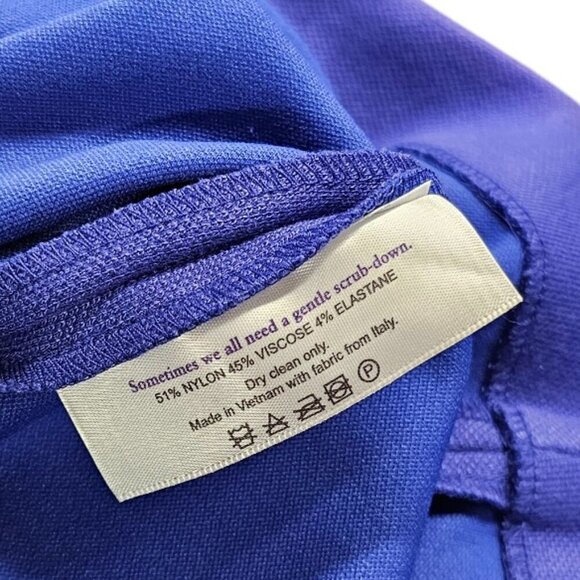 Sometimes we all need a gentle scrub-down.
51% NYLON 45% VISCOSE 4% ELASTANE
Dry clean only.
Made in Vietnam with fabric from Italy.
P